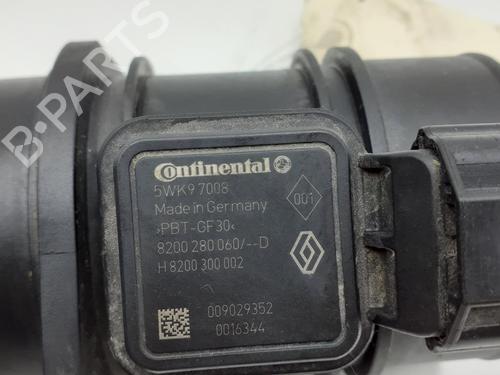 B-PARTS
Continental
5WK9 7008
001
Made in Germany
>PBT-GF30<
8200 280 060/--D
H 8200 300 002
009029352
0016344